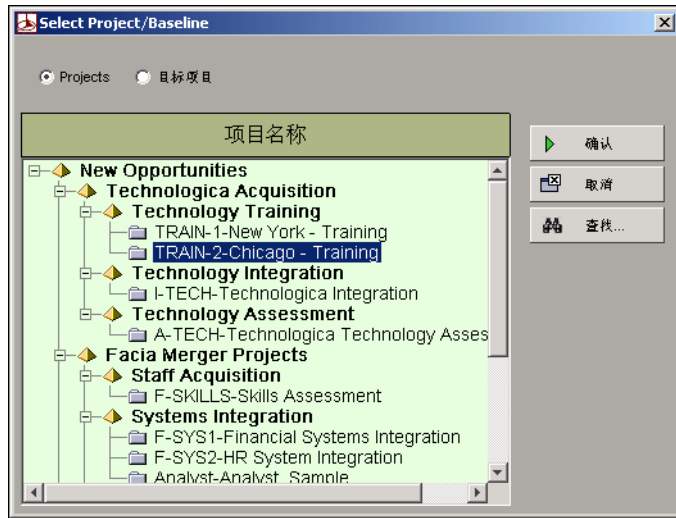 Select Project/Baseline
Projects 目标项目
项目名称
New Opportunities
Technologica Acquisition
Technology Training
TRAIN-1-New York - Training
TRAIN-2-Chicago - Training
Technology Integration
I-TECH-Technologica Integration
Technology Assessment
A-TECH-Technologica Technology Asses
Facia Merger Projects
Staff Acquisition
F-SKILLS-Skills Assessment
Systems Integration
F-SYS1-Financial Systems Integration
F-SYS2-HR System Integration
Analyst-Analyst_Sample
确认
取消
查找...